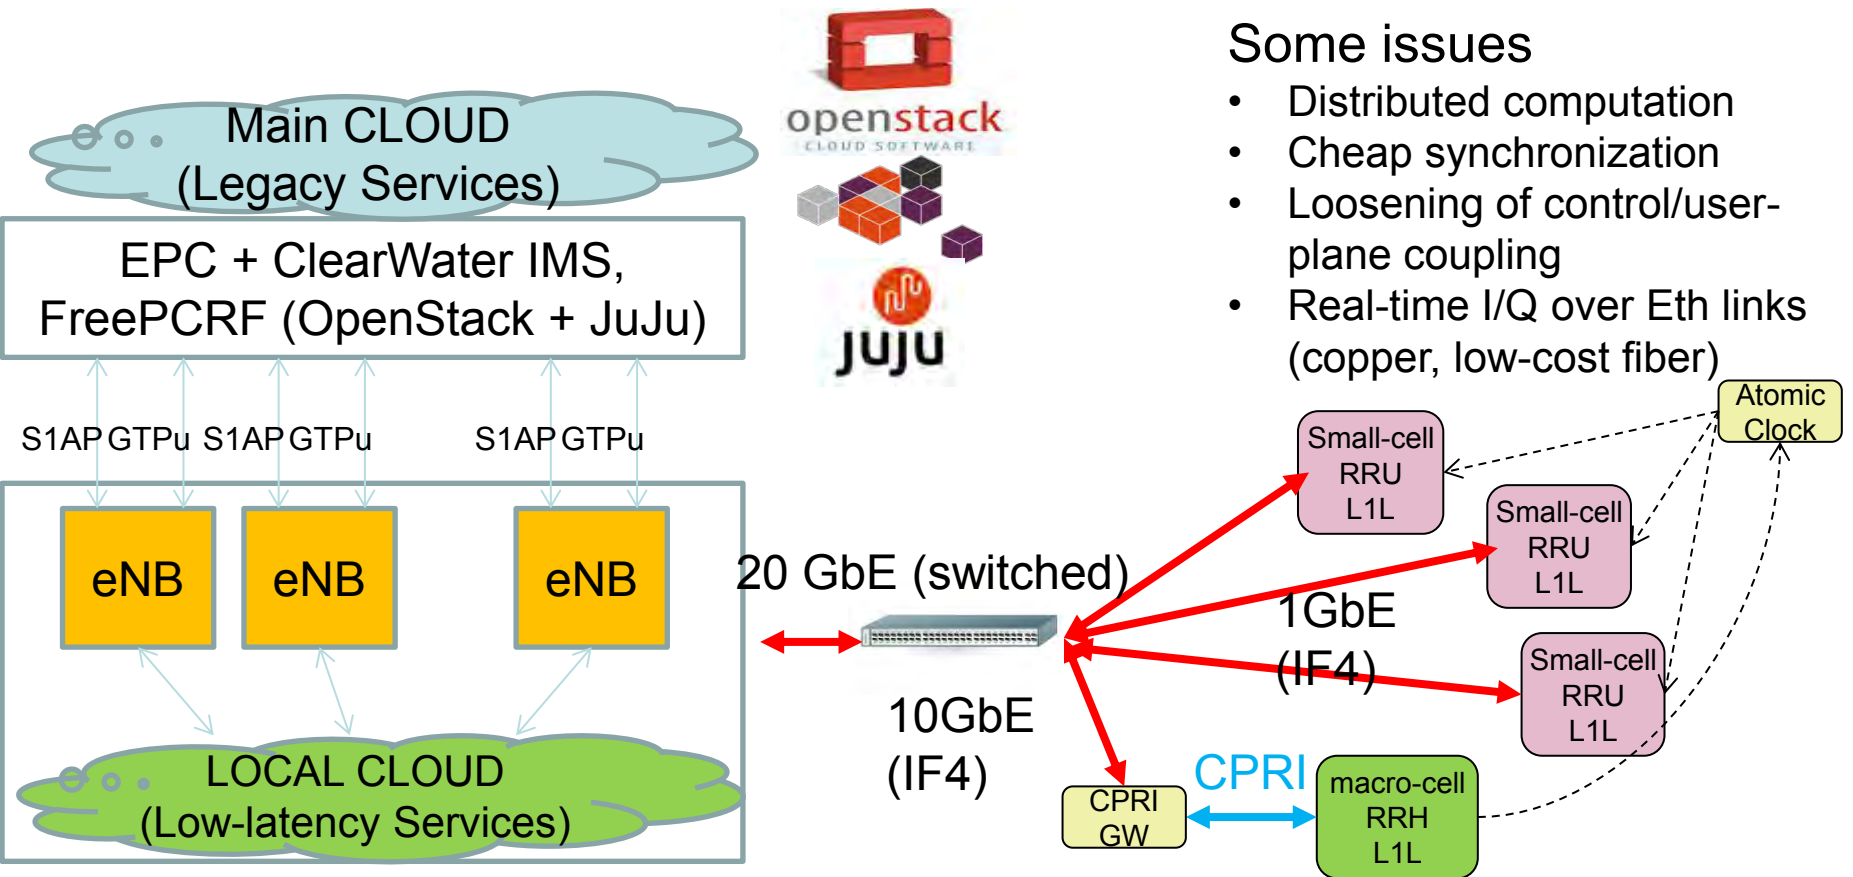 Main CLOUD
(Legacy Services)
EPC + ClearWater IMS,
FreePCRF (OpenStack + JuJu)
S1AP GTPu S1AP GTPu S1AP GTPu
eNB eNB eNB
LOCAL CLOUD
(Low-latency Services)
openstack
CLOUD SOFTWARE
juju
Some issues
• Distributed computation
• Cheap synchronization
• Loosening of control/user-
plane coupling
• Real-time I/Q over Eth links
(copper, low-cost fiber)
Atomic
Clock
Small-cell
RRU
L1L
Small-cell
RRU
L1L
20 GbE (switched)
1GbE
(IF4)
Small-cell
RRU
L1L
10GbE
(IF4)
CPRI
CPRI
GW
macro-cell
RRH
L1L